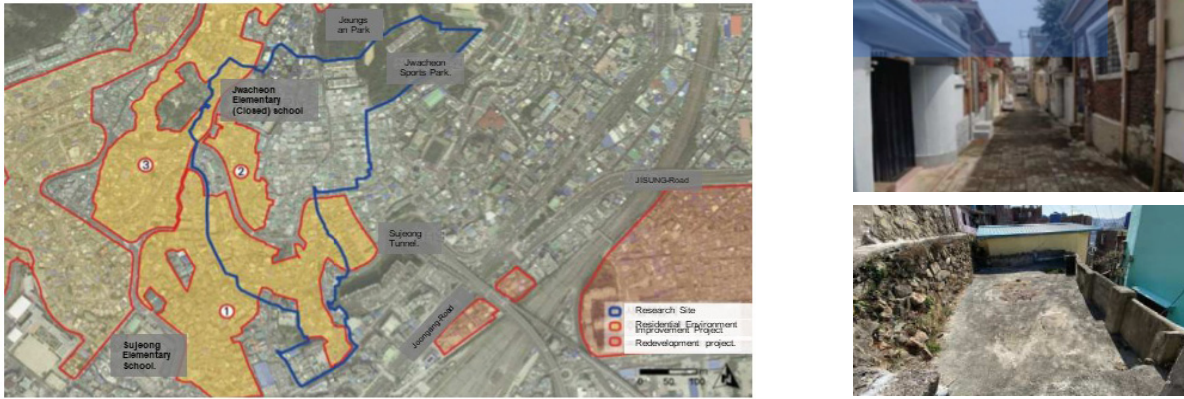 Jeungs
an Park
Jwacheon
Sports Park.
Jwacheon
Elementary
(Closed) school
3
2
JISUNG-Road
Sujeong
Tunnel.
1
Joongang-Road
Sujeong
Elementary
School.
Research Site
Residential Environment
Improvement Project
Redevelopment project.
0 50. 100